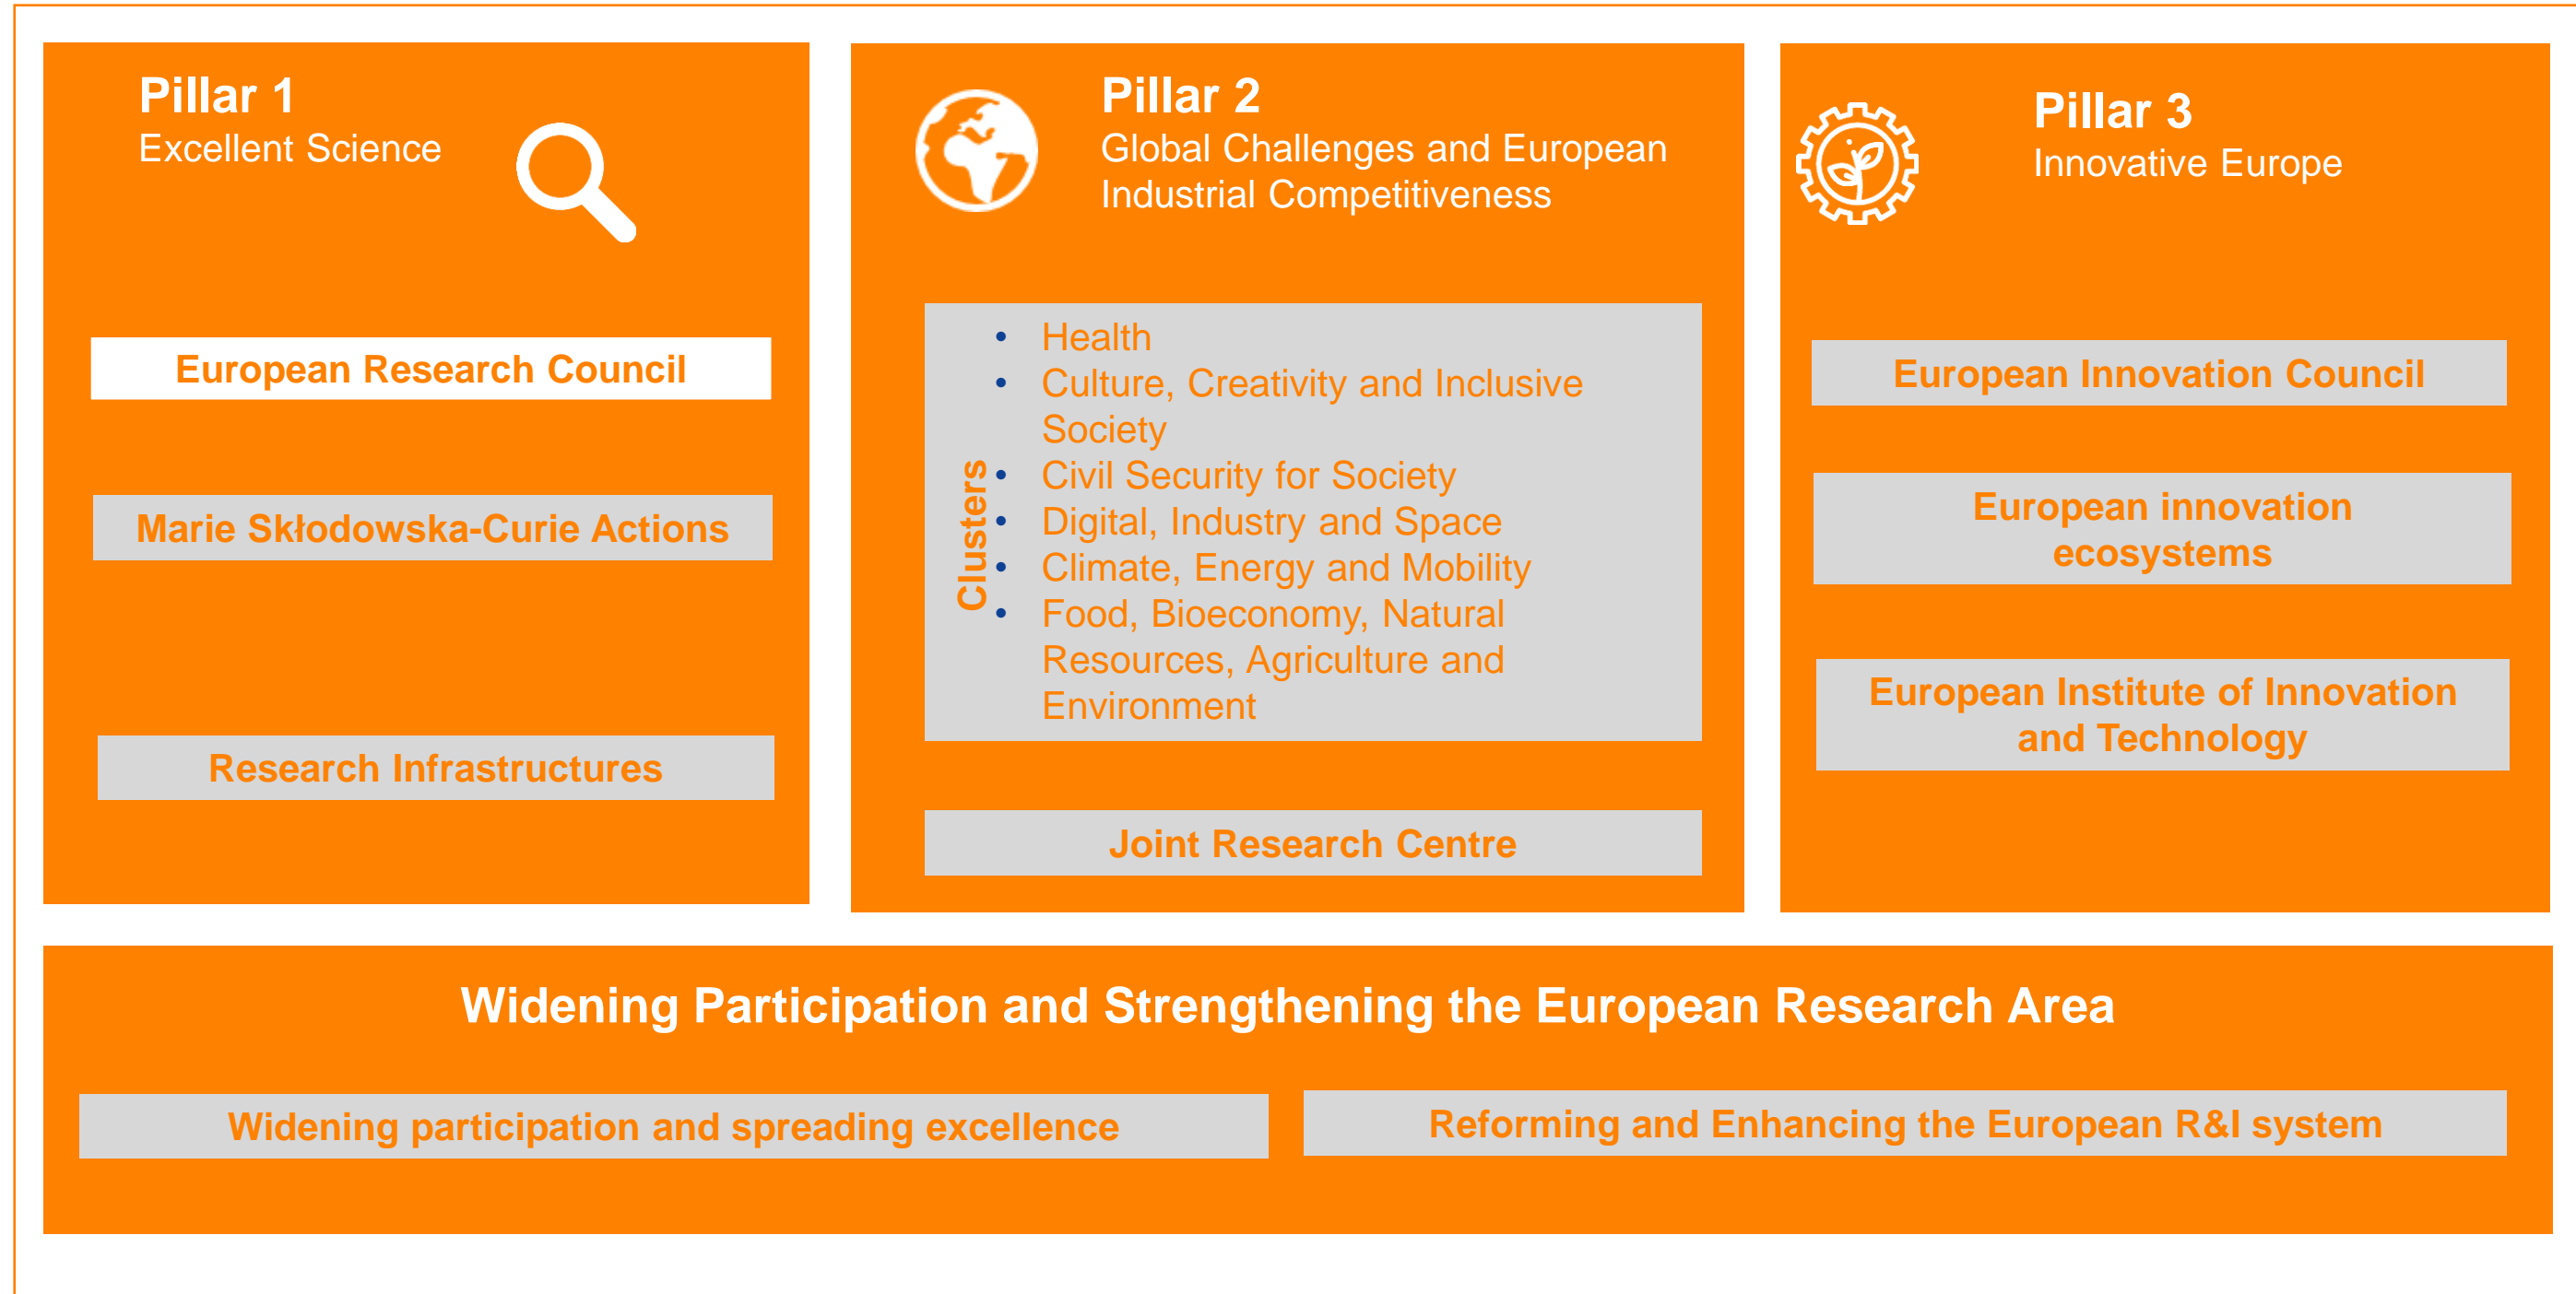 Pillar 1
Excellent Science
European Research Council
Marie Skłodowska-Curie Actions
Research Infrastructures
Pillar 2
Global Challenges and European
Industrial Competitiveness
Clusters
• Health
• Culture, Creativity and Inclusive
Society
• Civil Security for Society
• Digital, Industry and Space
• Climate, Energy and Mobility
• Food, Bioeconomy, Natural
Resources, Agriculture and
Environment
Joint Research Centre
Pillar 3
Innovative Europe
European Innovation Council
European innovation
ecosystems
European Institute of Innovation
and Technology
Widening Participation and Strengthening the European Research Area
Widening participation and spreading excellence
Reforming and Enhancing the European R&I system